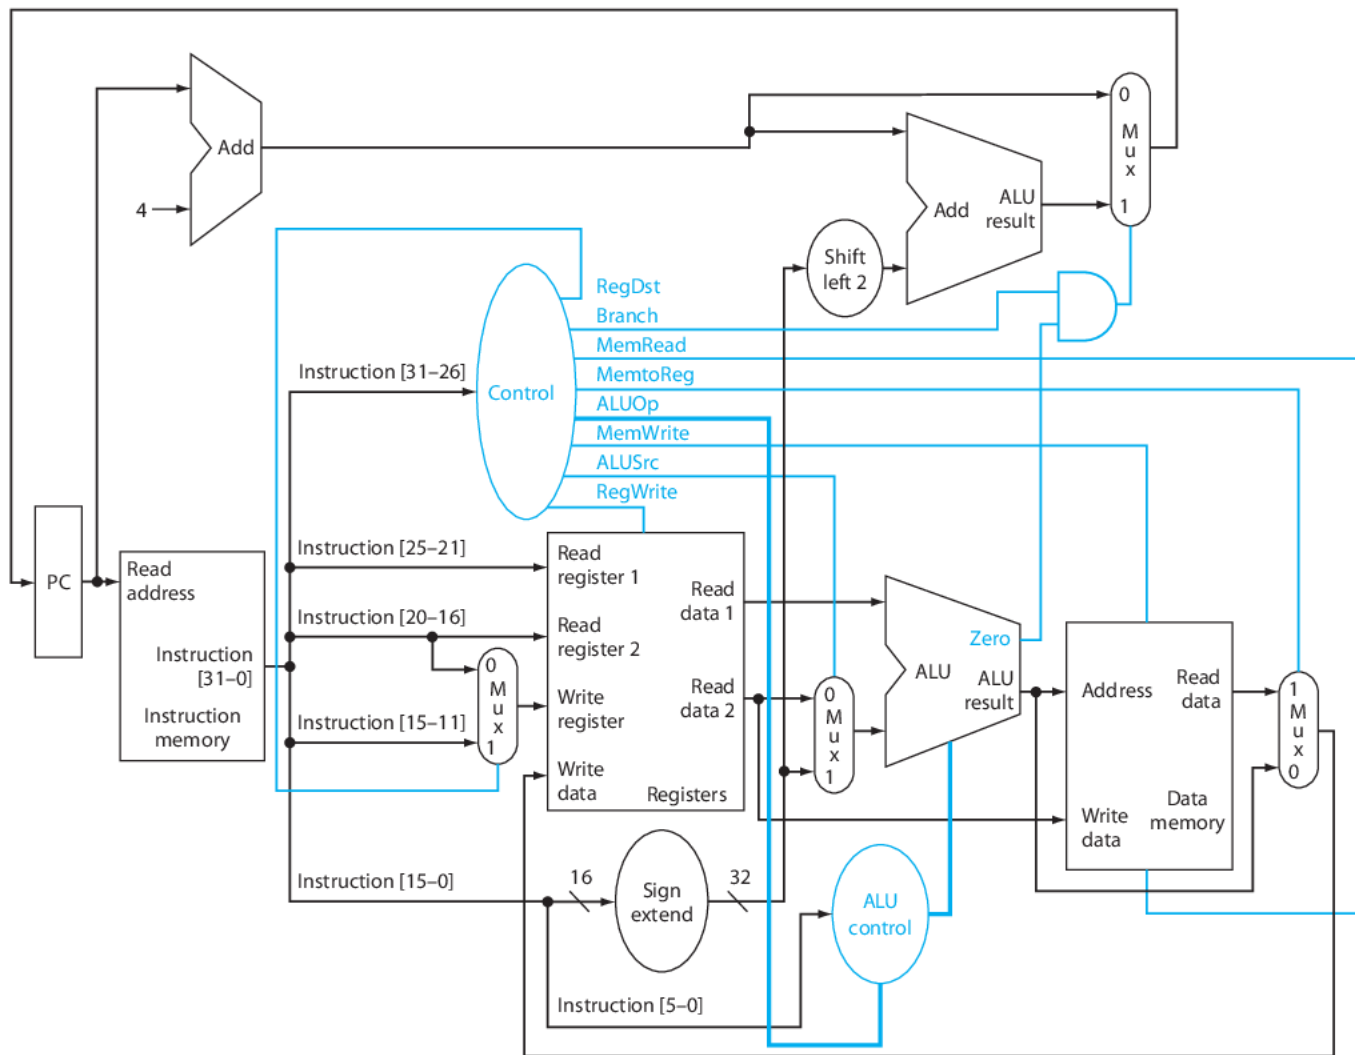 0
M
u
x
1
Add
4
Add
ALU
result
Shift
left 2
RegDst
Branch
MemRead
MemtoReg
ALUOp
MemWrite
ALUSrc
RegWrite
Control
Instruction [31–26]
Instruction [25–21]
Instruction [20–16]
Instruction [15–11]
Instruction [15–0]
Instruction [5–0]
PC
Read
address
Instruction
[31–0]
Instruction
memory
0
M
u
x
1
Read
register 1
Read
register 2
Write
register
Write
data
Read
data 1
Read
data 2
Registers
0
M
u
x
1
Zero
ALU
ALU
result
Address
Read
data
Write
data
Data
memory
1
M
u
x
0
16
Sign
extend
32
ALU
control